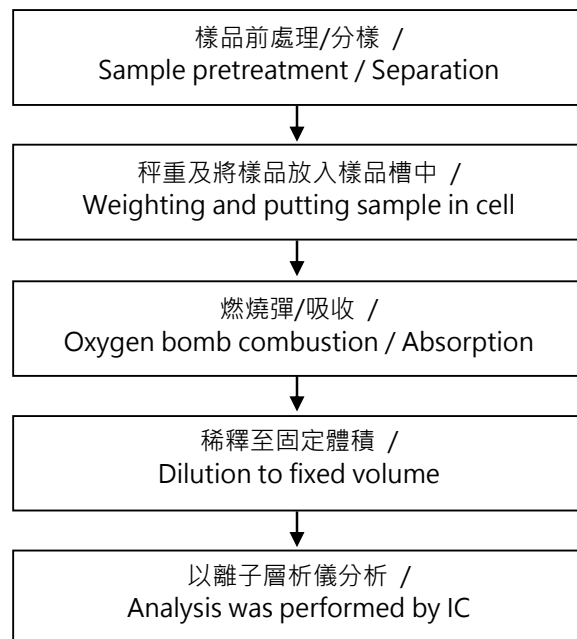 樣品前處理/分樣 /
Sample pretreatment / Separation
秤重及將樣品放入樣品槽中 /
Weighting and putting sample in cell
燃燒彈/吸收 /
Oxygen bomb combustion / Absorption
稀釋至固定體積 /
Dilution to fixed volume
以離子層析儀分析 /
Analysis was performed by IC